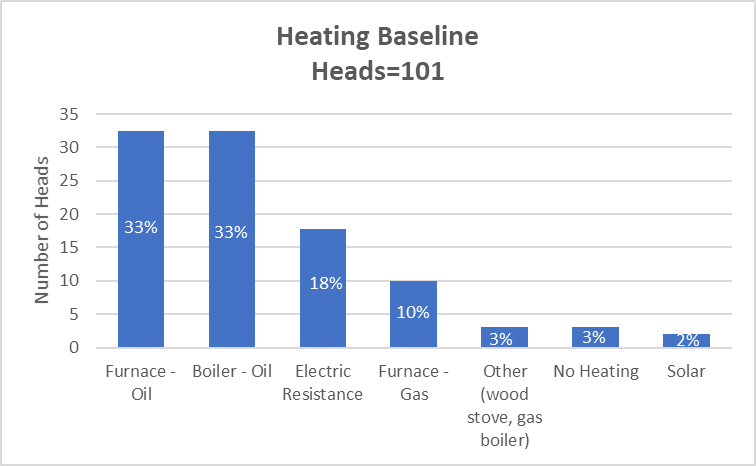 Heating Baseline
Heads=101
Number of Heads
35
30
25
20
15
10
5
0
33%
33%
18%
10%
3%
3%
2%
Furnace -
Oil
Boiler - Oil
Electric
Resistance
Furnace -
Gas
Other
(wood
stove, gas
boiler)
No Heating
Solar